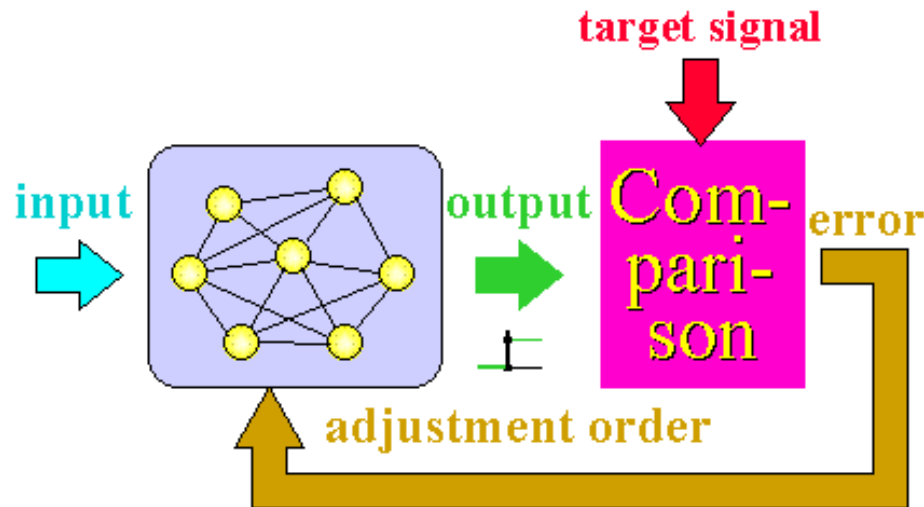 target signal
input
output
Com-
pari-
son
error
adjustment order